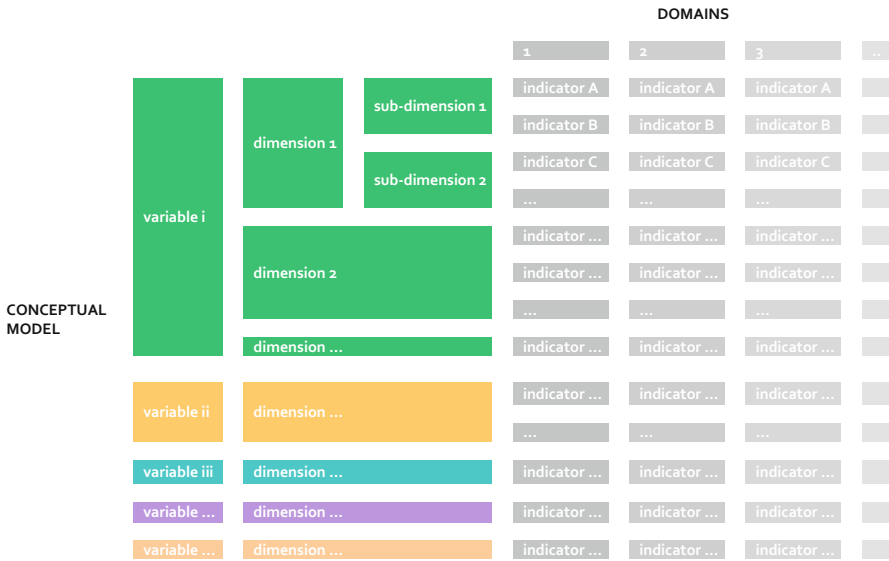 DOMAINS
1 2 3 ..
indicator A indicator A indicator A
sub-dimension 1
indicator B indicator B indicator B
dimension 1
indicator C indicator C indicator C
sub-dimension 2
... ... ...
variable i
indicator ... indicator ... indicator ...
dimension 2 indicator ... indicator ... indicator ...
CONCEPTUAL
MODEL
... ... ...
dimension ... indicator ... indicator ... indicator ...
indicator ... indicator ... indicator ...
variable ii dimension ...
... ... ...
variable iii dimension ... indicator ... indicator ... indicator ...
variable ... dimension ... indicator ... indicator ... indicator ...
variable ... dimension ... indicator ... indicator ... indicator ...